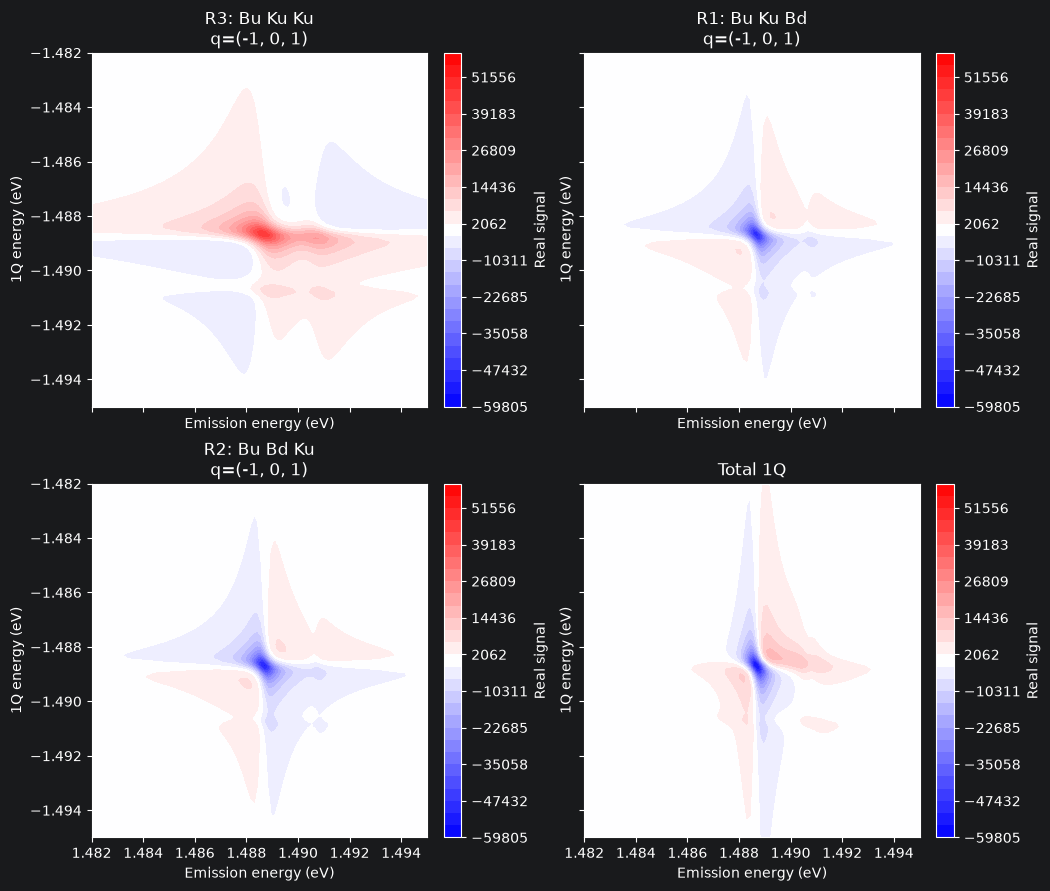 R3: Bu Ku Ku
q=(-1, 0, 1)
−1.482
−1.484
−1.486
−1.488
−1.490
−1.492
−1.494
1Q energy (eV)
Emission energy (eV)
51556
39183
26809
14436
2062
−10311
−22685
−35058
−47432
−59805
Real signal
R1: Bu Ku Bd
q=(-1, 0, 1)
1Q energy (eV)
Emission energy (eV)
51556
39183
26809
14436
2062
−10311
−22685
−35058
−47432
−59805
Real signal
R2: Bu Bd Ku
q=(-1, 0, 1)
−1.482
−1.484
−1.486
−1.488
−1.490
−1.492
−1.494
1Q energy (eV)
1.482 1.484 1.486 1.488 1.490 1.492 1.494
Emission energy (eV)
51556
39183
26809
14436
2062
−10311
−22685
−35058
−47432
−59805
Real signal
Total 1Q
1Q energy (eV)
1.482 1.484 1.486 1.488 1.490 1.492 1.494
Emission energy (eV)
51556
39183
26809
14436
2062
−10311
−22685
−35058
−47432
−59805
Real signal